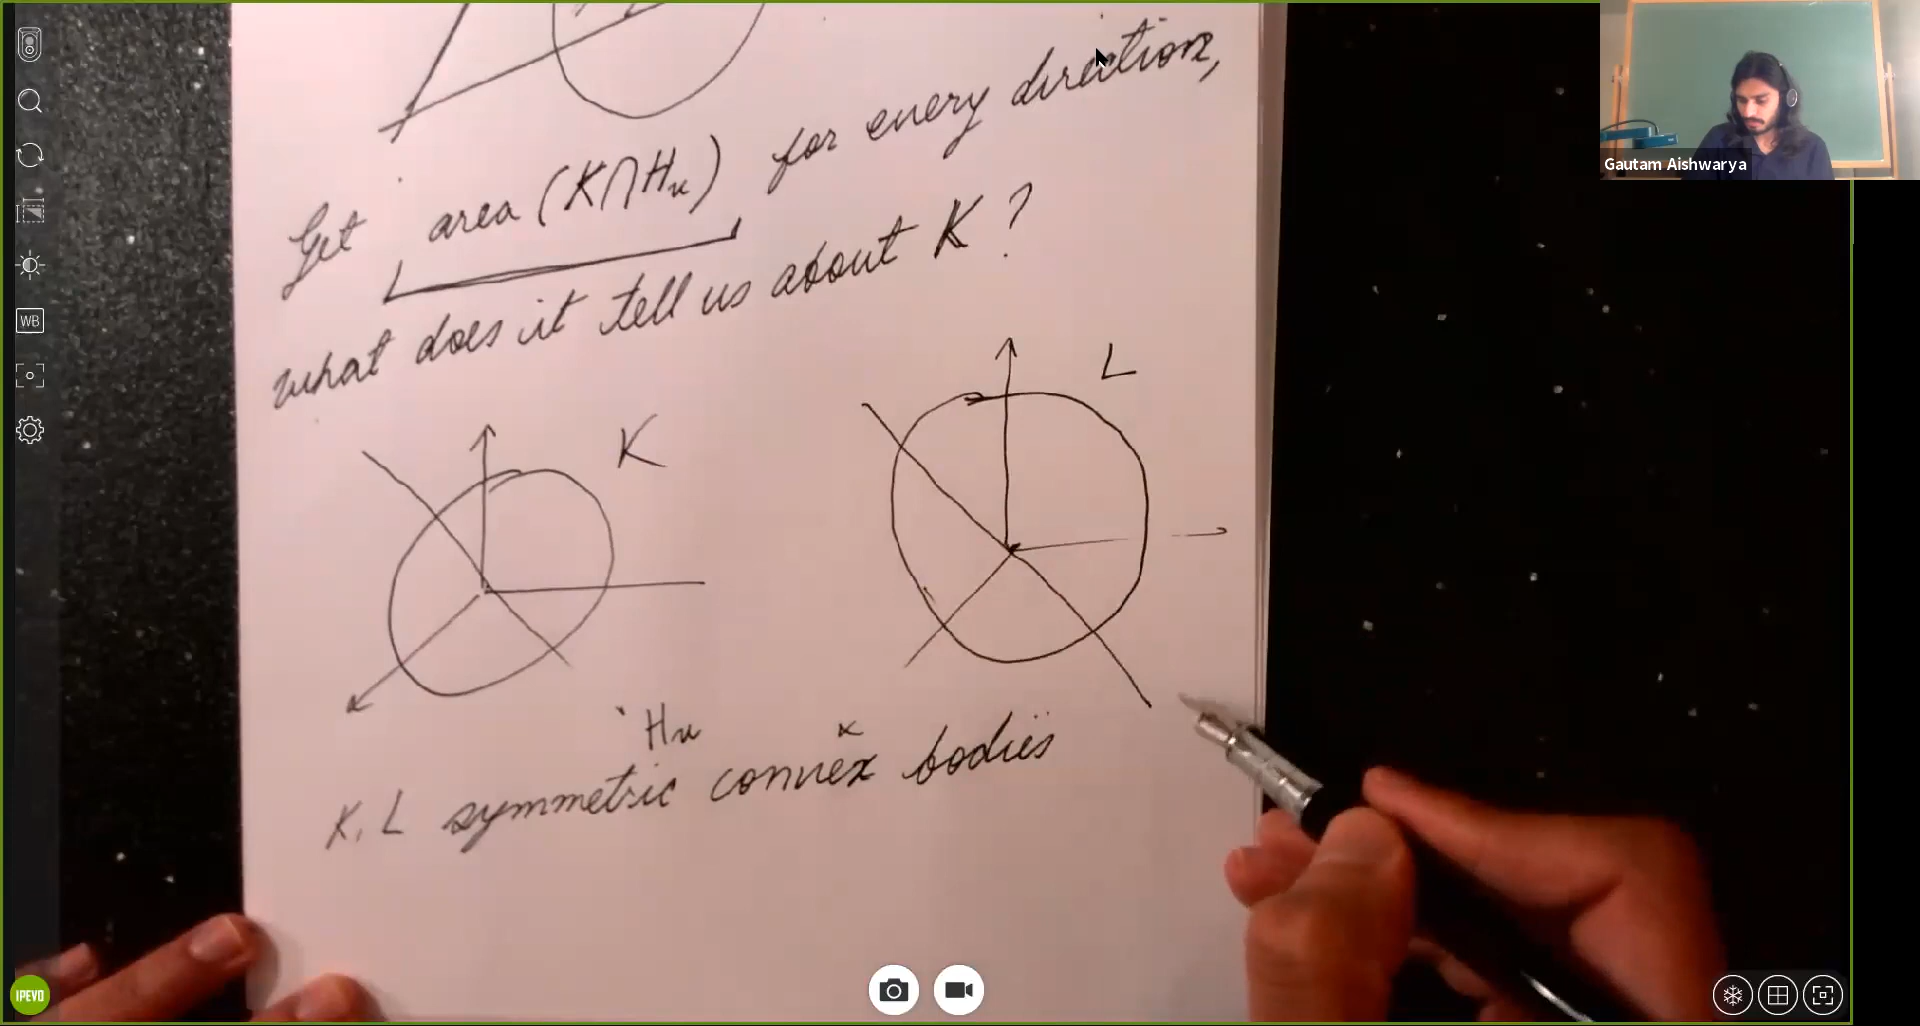 Gautam Aishwarya
Get area (K∩Hu) for every direction,
what does it tell us about K ?
K
L
Hu
K, L symmetric convex bodies
WB
IPEVO